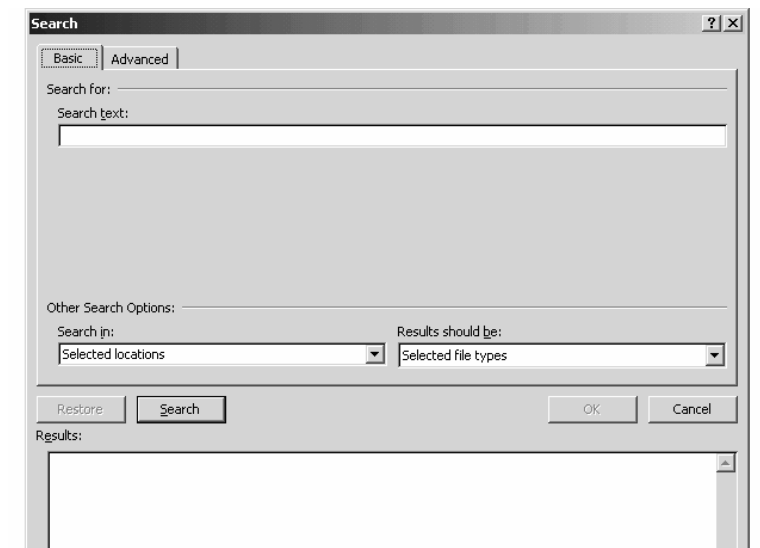 Search
Basic Advanced
Search for:
Search text:
Other Search Options:
Search in: Results should be:
Selected locations Selected file types
Restore Search OK Cancel
Results: